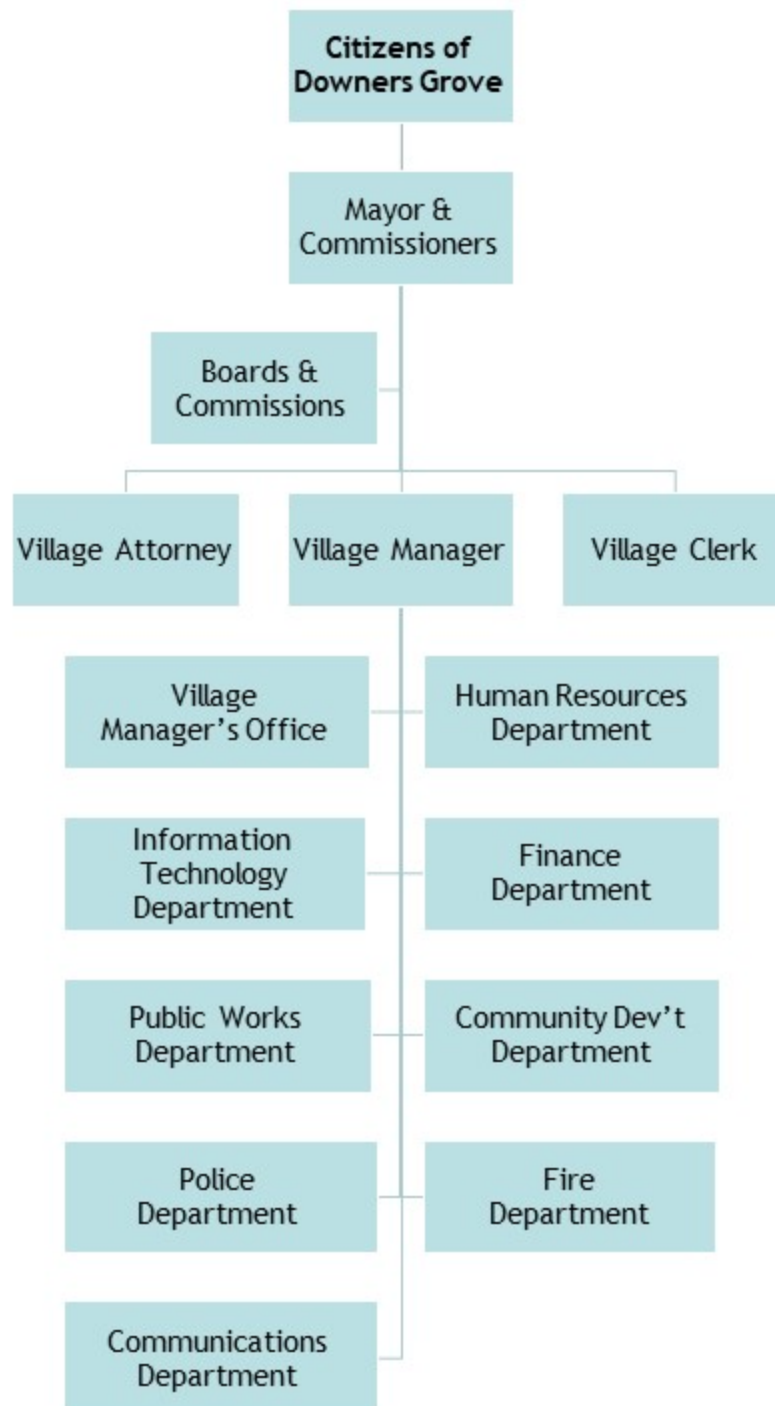 Citizens of
Downers Grove
Mayor &
Commissioners
Boards &
Commissions
Village Attorney
Village Manager
Village Clerk
Village
Manager’s Office
Human Resources
Department
Information
Technology
Department
Finance
Department
Public Works
Department
Community Dev’t
Department
Police
Department
Fire
Department
Communications
Department